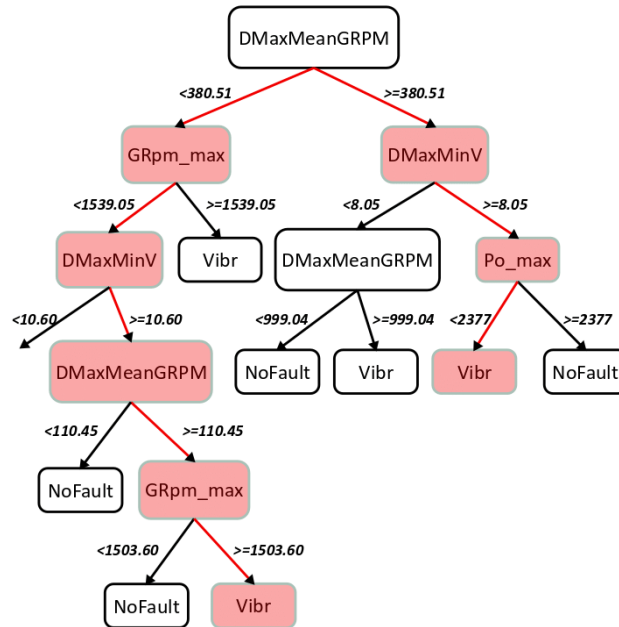 DMaxMeanGRPM
<380.51
>=380.51
GRpm_max
DMaxMinV
<1539.05
>=1539.05
<8.05
>=8.05
DMaxMinV
Vibr
DMaxMeanGRPM
Po_max
<10.60
>=10.60
<999.04
>=999.04
<2377
>=2377
DMaxMeanGRPM
NoFault
Vibr
Vibr
NoFault
<110.45
>=110.45
NoFault
GRpm_max
<1503.60
>=1503.60
NoFault
Vibr